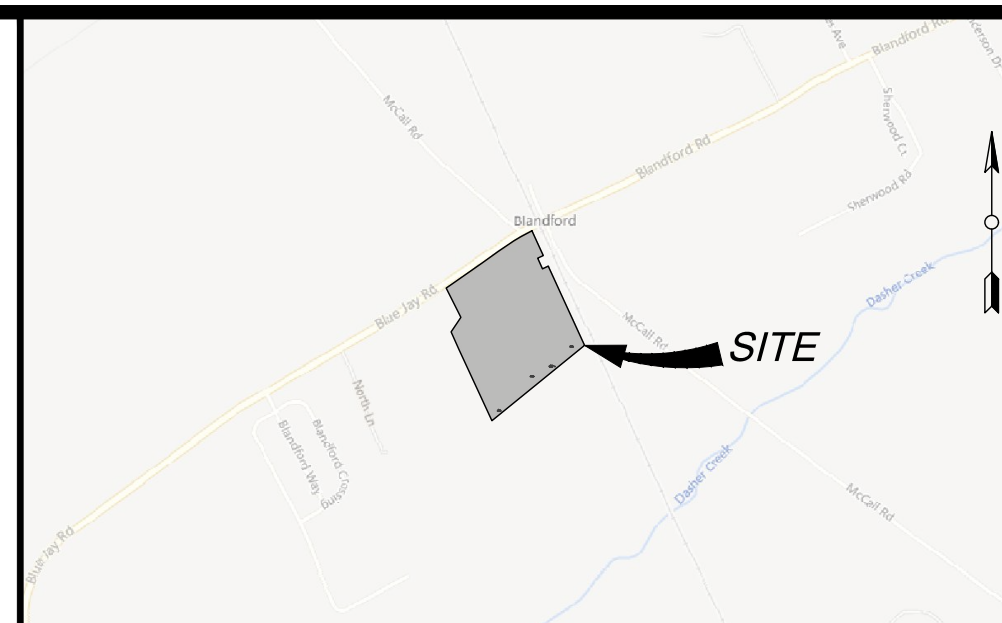 Blandford Rd
McCall Rd
Sherwood Ct
Blandford Rd
Sherwood Rd
Blandford
Dasher Creek
Blue Jay Rd
McCall Rd
SITE
North Ln
Blandford Way
Blandford Crossing
Dasher Creek
McCall Rd
Blue Jay Rd